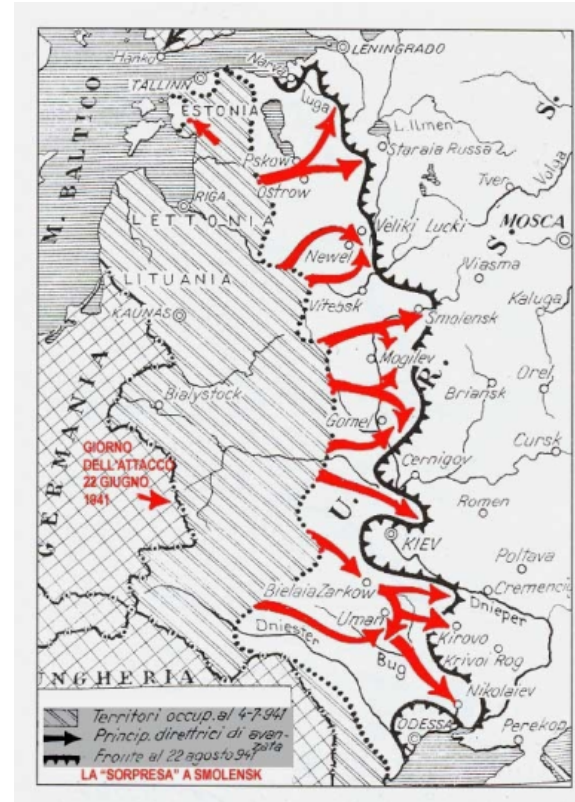 Hanko
LENINGRADO
Narva
TALLINN
ESTONIA
Luga
M. BALTICO
L. Ilmen
Staraia Russa
Pskow
Ostrow
Tver
Volga
S.
S.
MOSCA
RIGA
LETTONIA
Veliki Lucki
Newel
Viasma
LITUANIA
Vitebsk
Smolensk
Kaluga
KAUNAS
Mogilev
R.
Orel
Briansk
Bialystock
Gomel
GERMANIA
GIORNO
DELL'ATTACCO
22 GIUGNO
1941
Cursk
Cernigov
U.
Romen
KIEV
Poltava
Bielaia Zarkow
Cremencio
Dnieper
Uman
Dniester
Kirovo
Bug
Krivoi Rog
NGHERIA
Nikolaiev
ODESSA
Perekop
Territori occup. al 4-7-941
Princip. direttrici di avan-
zata
Fronte al 22 agosto 941
LA "SORPRESA" A SMOLENSK